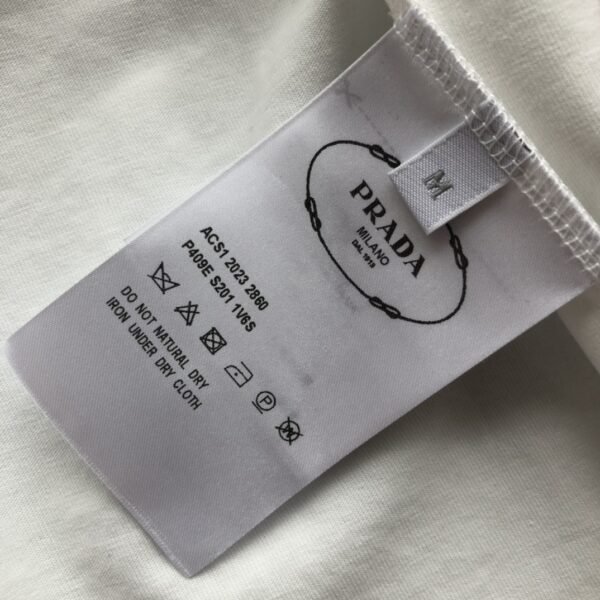 M
PRADA
MILANO
DAL 1913
ACS1 2023 2860
P409E S201 1V6S
P
DO NOT NATURAL DRY
IRON UNDER DRY CLOTH